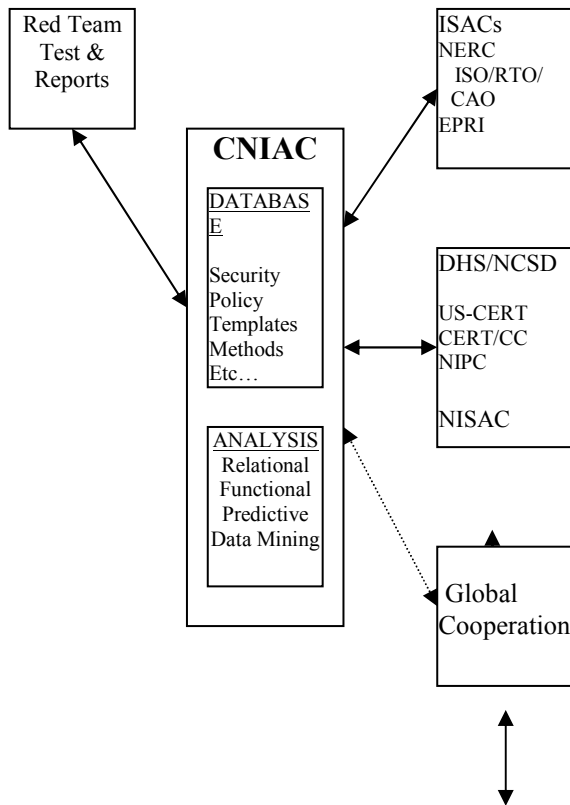 Red Team
Test &
Reports
CNIAC
DATABAS
E
Security
Policy
Templates
Methods
Etc…
ANALYSIS
Relational
Functional
Predictive
Data Mining
ISACs
NERC
ISO/RTO/
CAO
EPRI
DHS/NCSD
US-CERT
CERT/CC
NIPC
NISAC
Global
Cooperation